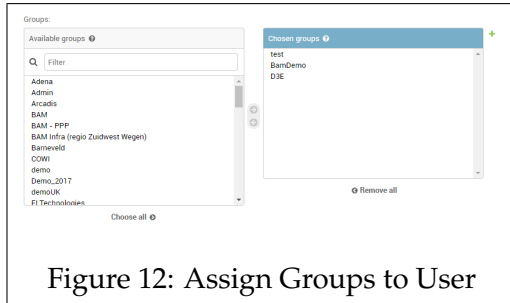 Groups:
Available groups
Filter
Adena
Admin
Arcadis
BAM
BAM - PPP
BAM Infra (regio Zuidwest Wegen)
Barneveld
COWI
demo
Demo_2017
demoUK
ELTechnologies
Choose all
Chosen groups
test
BamDemo
D3E
Remove all
Figure 12: Assign Groups to User